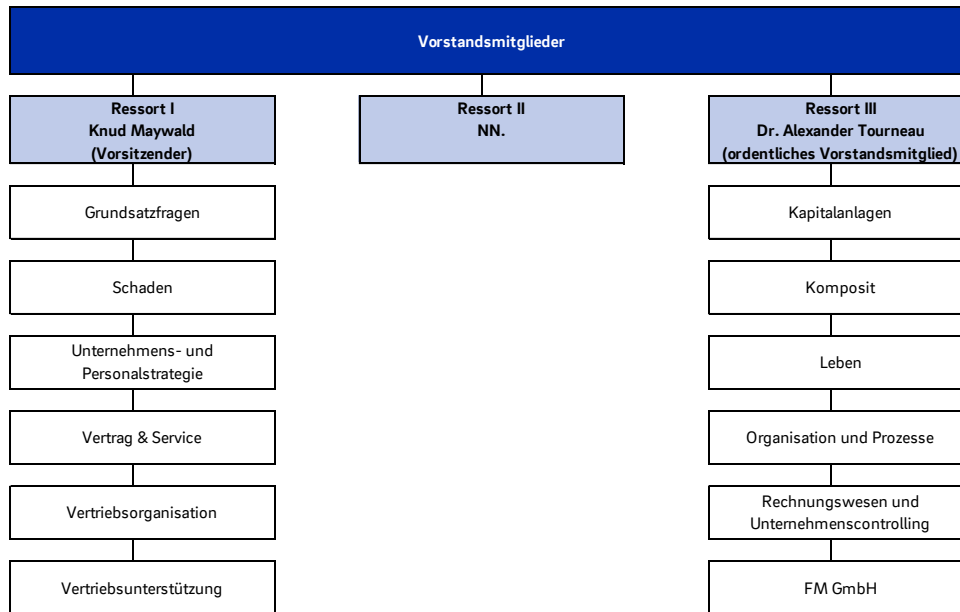 Vorstandsmitglieder
Ressort I
Knud Maywald
(Vorsitzender)
Grundsatzfragen
Schaden
Unternehmens- und
Personalstrategie
Vertrag & Service
Vertriebsorganisation
Vertriebsunterstützung
Ressort II
NN.
Ressort III
Dr. Alexander Tourneau
(ordentliches Vorstandsmitglied)
Kapitalanlagen
Komposit
Leben
Organisation und Prozesse
Rechnungswesen und
Unternehmenscontrolling
FM GmbH